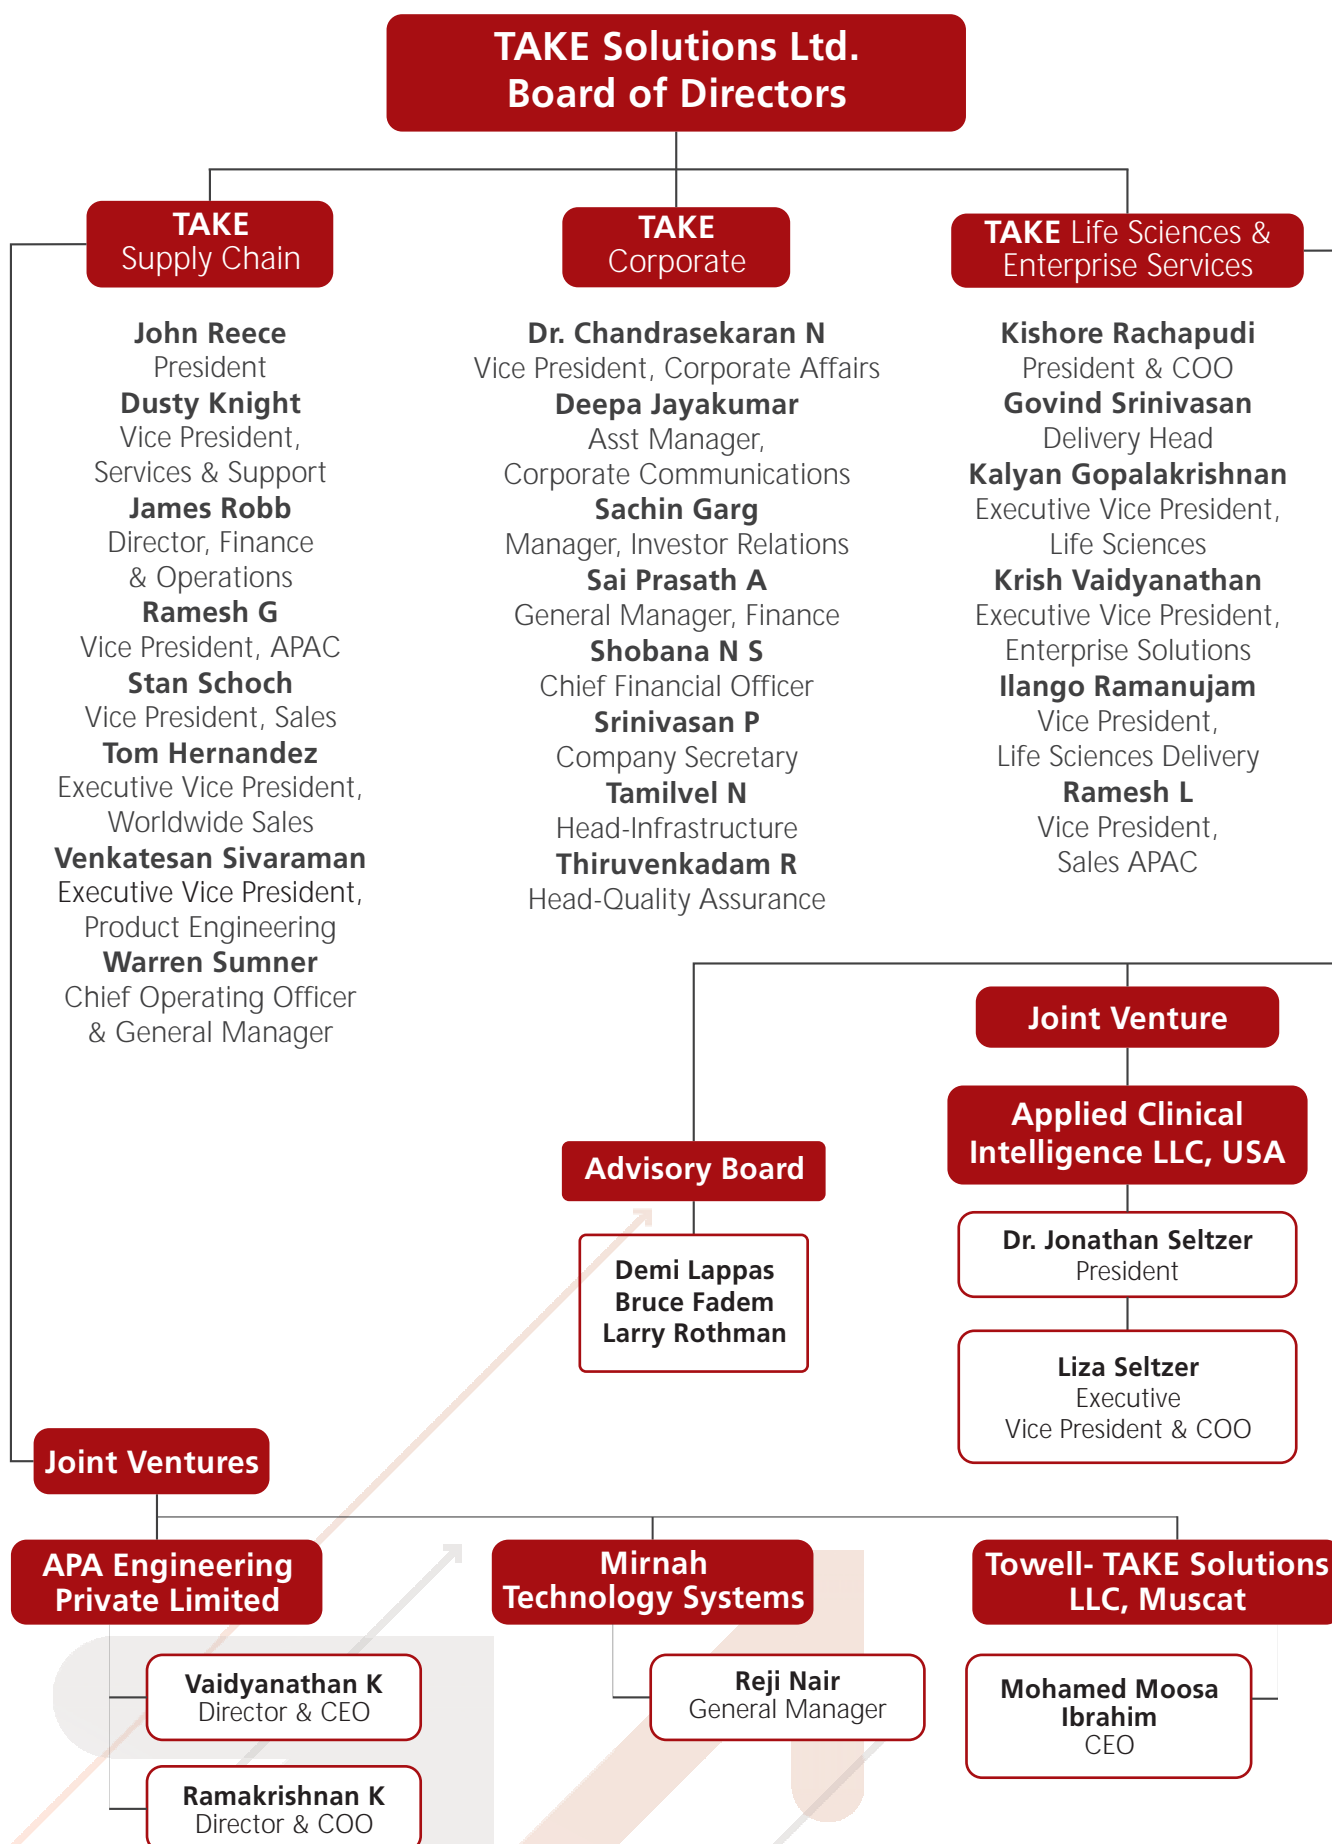 TAKE Solutions Ltd.
Board of Directors
TAKE
Supply Chain
John Reece
President
Dusty Knight
Vice President,
Services & Support
James Robb
Director, Finance
& Operations
Ramesh G
Vice President, APAC
Stan Schoch
Vice President, Sales
Tom Hernandez
Executive Vice President,
Worldwide Sales
Venkatesan Sivaraman
Executive Vice President,
Product Engineering
Warren Sumner
Chief Operating Officer
& General Manager
TAKE
Corporate
Dr. Chandrasekaran N
Vice President, Corporate Affairs
Deepa Jayakumar
Asst Manager,
Corporate Communications
Sachin Garg
Manager, Investor Relations
Sai Prasath A
General Manager, Finance
Shobana N S
Chief Financial Officer
Srinivasan P
Company Secretary
Tamilvel N
Head-Infrastructure
Thiruvenkadam R
Head-Quality Assurance
TAKE Life Sciences &
Enterprise Services
Kishore Rachapudi
President & COO
Govind Srinivasan
Delivery Head
Kalyan Gopalakrishnan
Executive Vice President,
Life Sciences
Krish Vaidyanathan
Executive Vice President,
Enterprise Solutions
Ilango Ramanujam
Vice President,
Life Sciences Delivery
Ramesh L
Vice President,
Sales APAC
Advisory Board
Demi Lappas
Bruce Fadem
Larry Rothman
Joint Venture
Applied Clinical
Intelligence LLC, USA
Dr. Jonathan Seltzer
President
Liza Seltzer
Executive
Vice President & COO
Joint Ventures
APA Engineering
Private Limited
Vaidyanathan K
Director & CEO
Ramakrishnan K
Director & COO
Mirnah
Technology Systems
Reji Nair
General Manager
Towell- TAKE Solutions
LLC, Muscat
Mohamed Moosa
Ibrahim
CEO